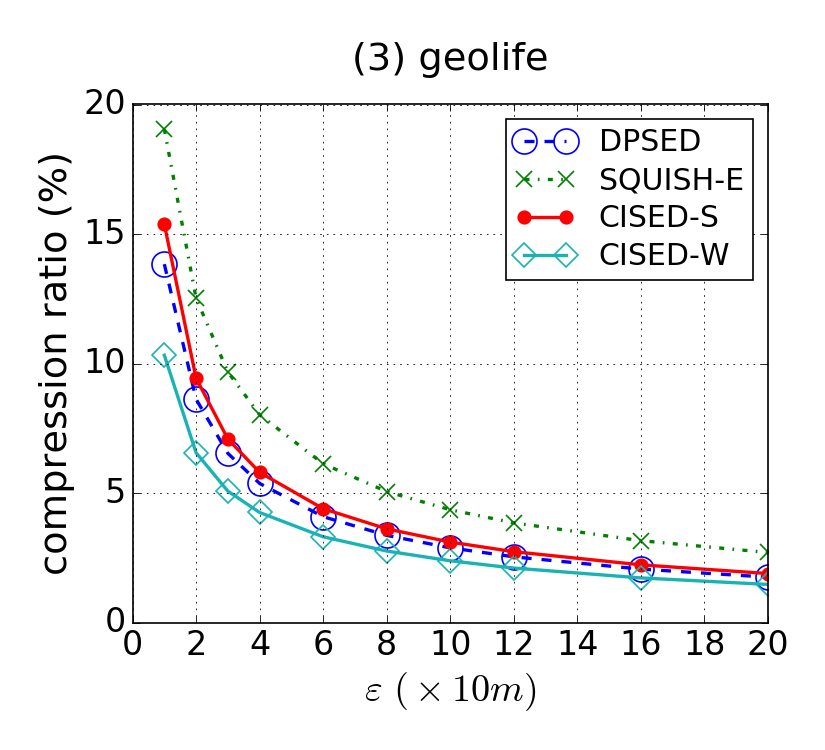 (3) geolife
compression ratio (%)
20
15
10
5
0
DPSED
SQUISH-E
CISED-S
CISED-W
0 2 4 6 8 10 12 14 16 18 20
ε (×10m)